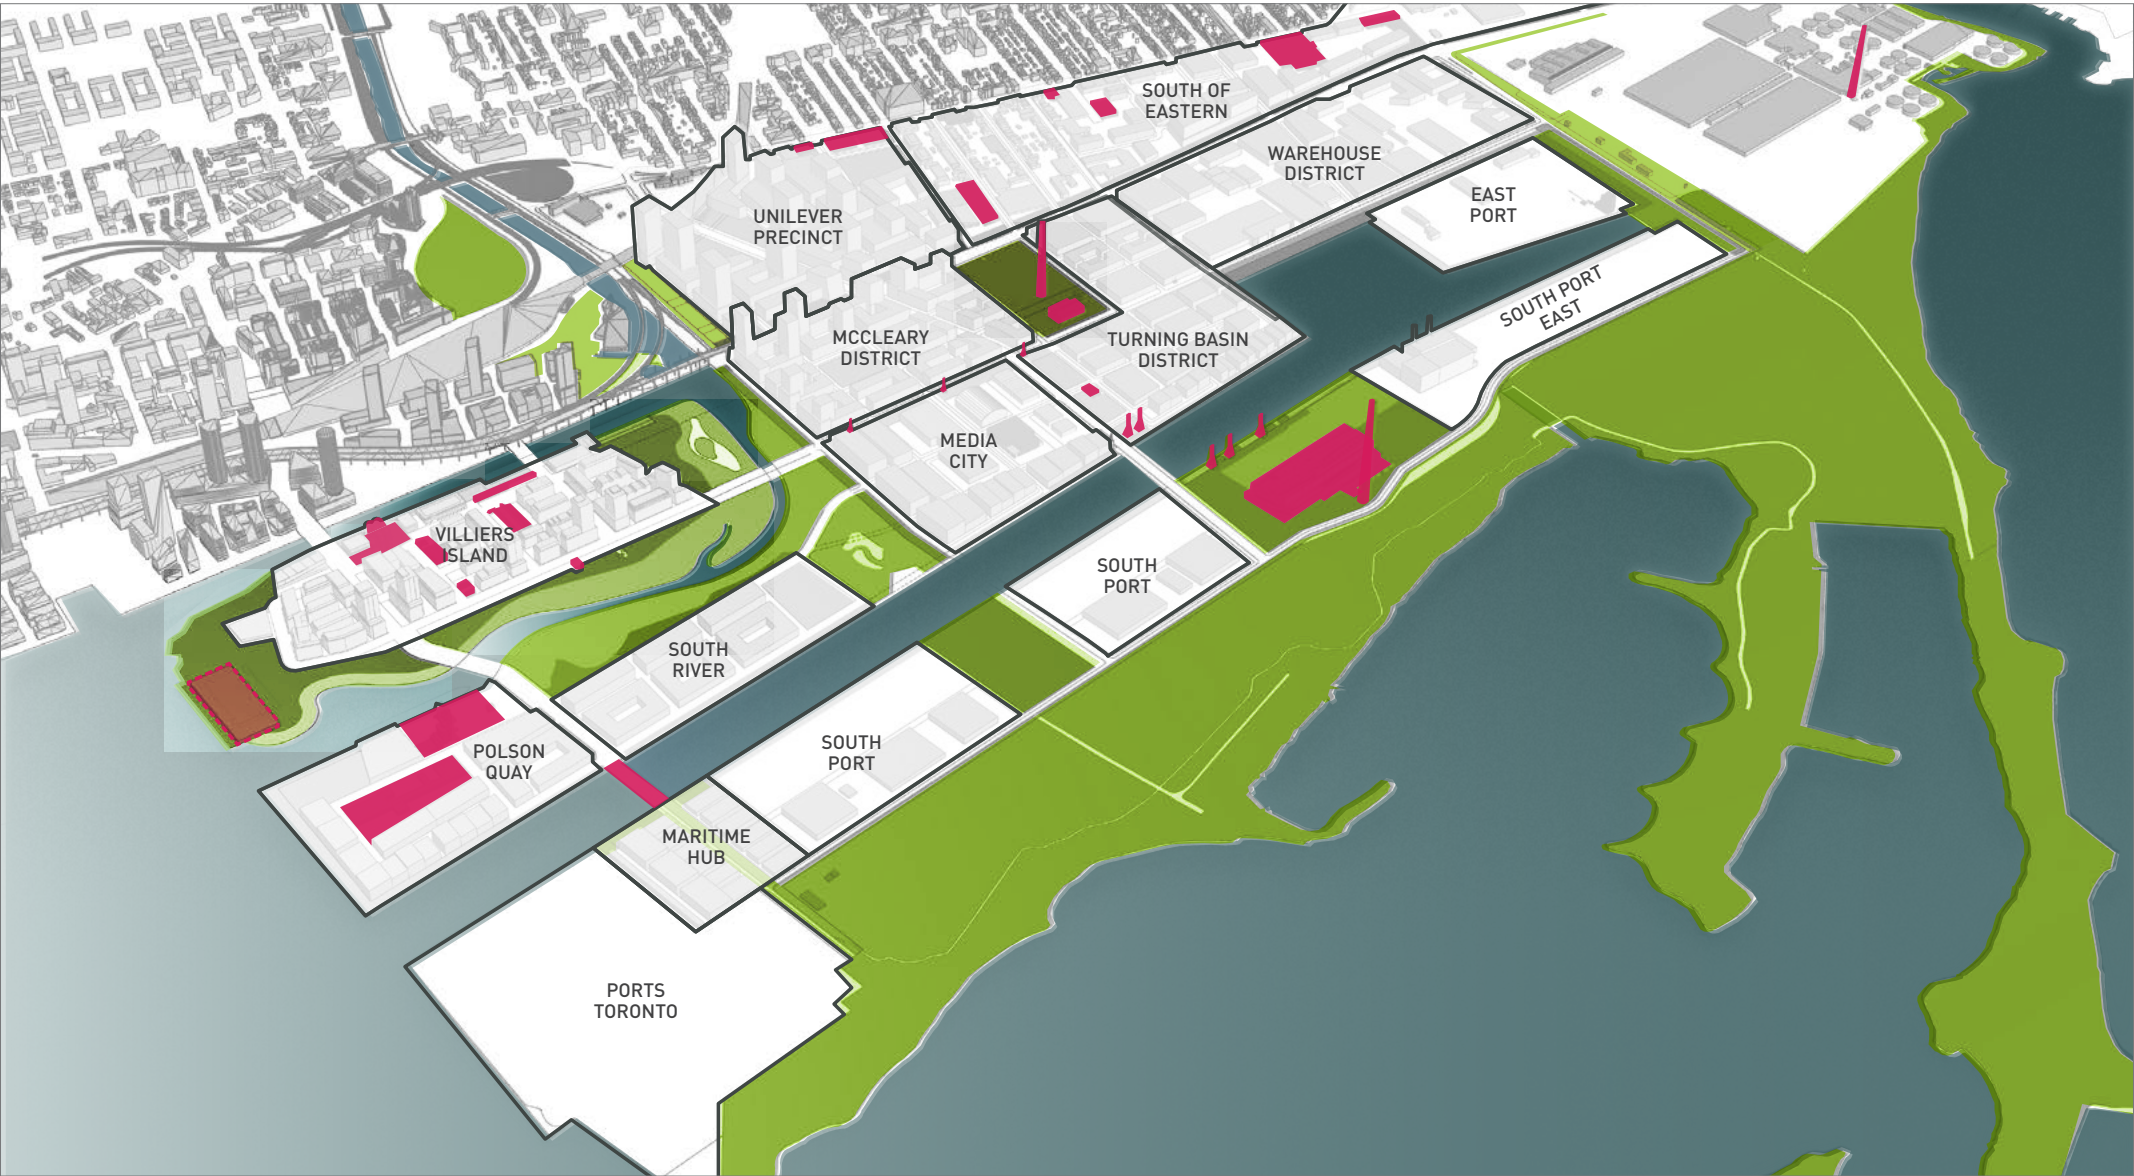 SOUTH OF
EASTERN
WAREHOUSE
DISTRICT
EAST
PORT
UNILEVER
PRECINCT
SOUTH PORT
EAST
MCCLEARY
DISTRICT
TURNING BASIN
DISTRICT
MEDIA
CITY
VILLIERS
ISLAND
SOUTH
PORT
SOUTH
RIVER
SOUTH
PORT
POLSON
QUAY
MARITIME
HUB
PORTS
TORONTO